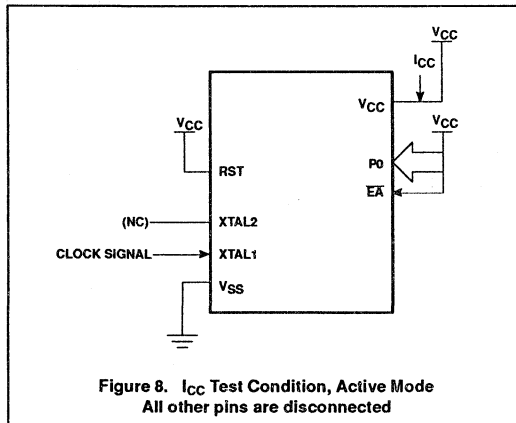 VCC
ICC
VCC
VCC
VCC
P0
RST
EA
(NC) XTAL2
CLOCK SIGNAL XTAL1
VSS
Figure 8. ICC Test Condition, Active Mode
All other pins are disconnected